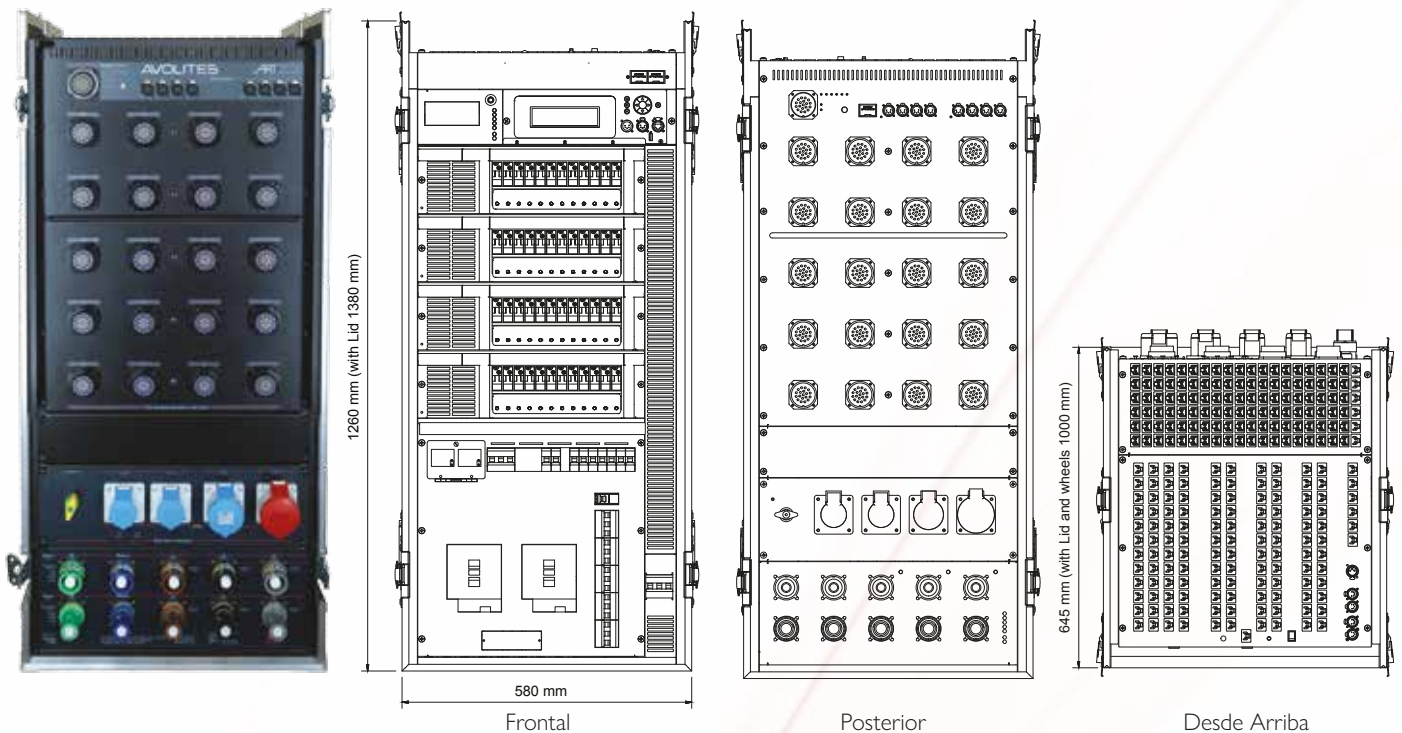 AVOLITES
ART
1260 mm (with Lid 1380 mm)
580 mm
645 mm (with Lid and wheels 1000 mm)
Frontal
Posterior
Desde Arriba